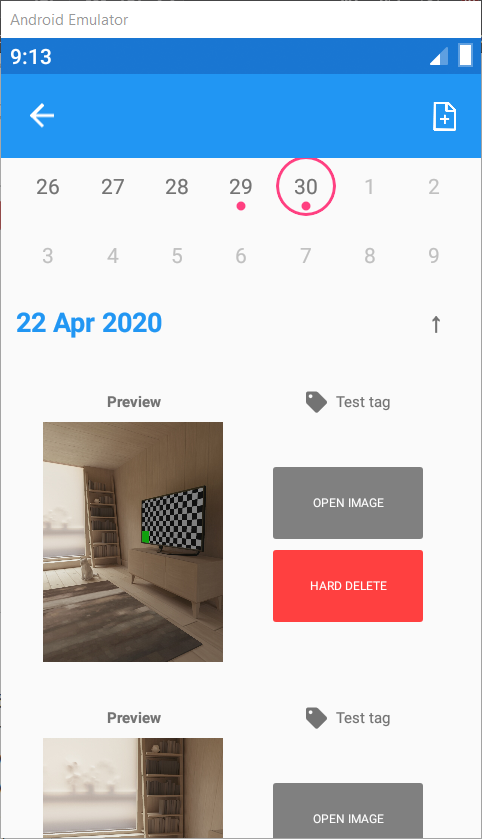 Android Emulator
9:13
26 27 28 29 30 1 2
3 4 5 6 7 8 9
22 Apr 2020
Preview Test tag
OPEN IMAGE
HARD DELETE
Preview Test tag
OPEN IMAGE